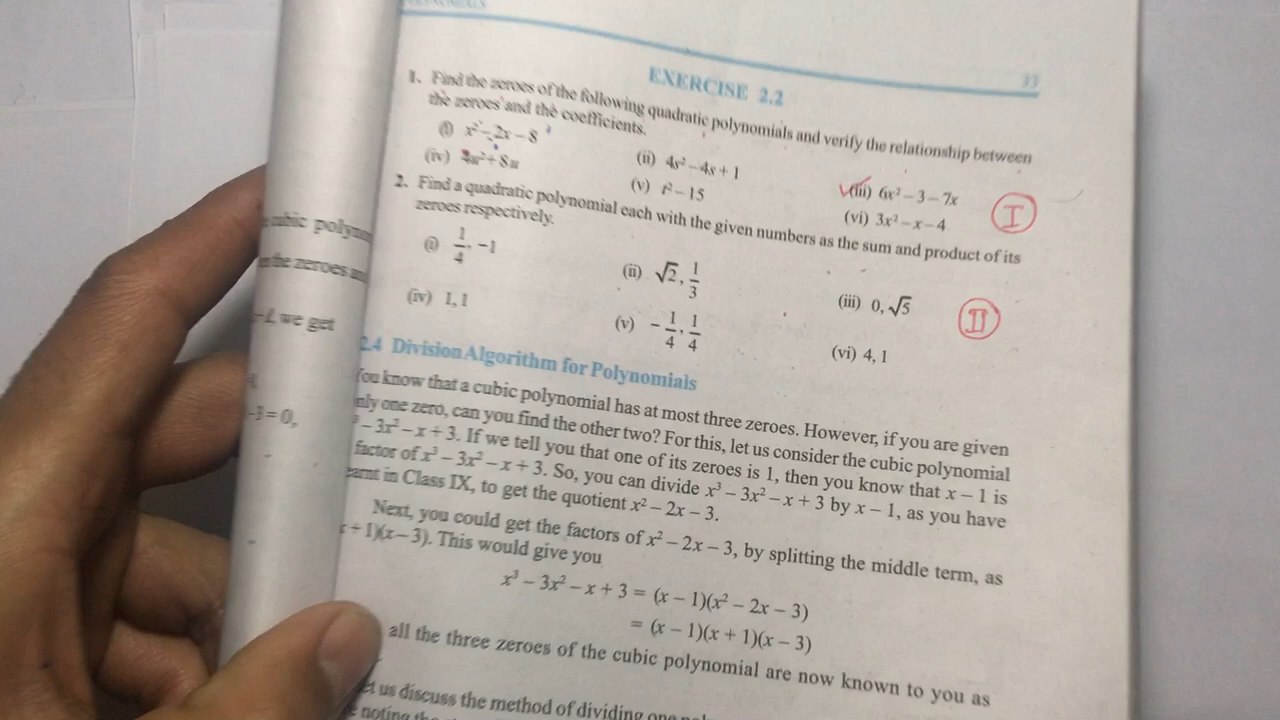 33
EXERCISE 2.2
1. Find the zeroes of the following quadratic polynomials and verify the relationship between
the zeroes and the coefficients.
(i) x² – 2x – 8 (ii) 4s² – 4s + 1 (iii) 6x² – 3 – 7x
(iv) 4u² + 8u (v) t² – 15 (vi) 3x² – x – 4
I
2. Find a quadratic polynomial each with the given numbers as the sum and product of its
zeroes respectively.
(i) 1/4, –1 (ii) √2, 1/3 (iii) 0, √5
(iv) 1, 1 (v) –1/4, 1/4 (vi) 4, 1
II
2.4 Division Algorithm for Polynomials
You know that a cubic polynomial has at most three zeroes. However, if you are given
only one zero, can you find the other two? For this, let us consider the cubic polynomial
– 3x² – x + 3. If we tell you that one of its zeroes is 1, then you know that x – 1 is
factor of x³ – 3x² – x + 3. So, you can divide x³ – 3x² – x + 3 by x – 1, as you have
in Class IX, to get the quotient x² – 2x – 3.
Next, you could get the factors of x² – 2x – 3, by splitting the middle term, as
+ 1)(x – 3). This would give you
x³ – 3x² – x + 3 = (x – 1)(x² – 2x – 3)
= (x – 1)(x + 1)(x – 3)
all the three zeroes of the cubic polynomial are now known to you as
us discuss the method of dividing one
noting the
cubic
the zeroes
we get
–3 = 0,